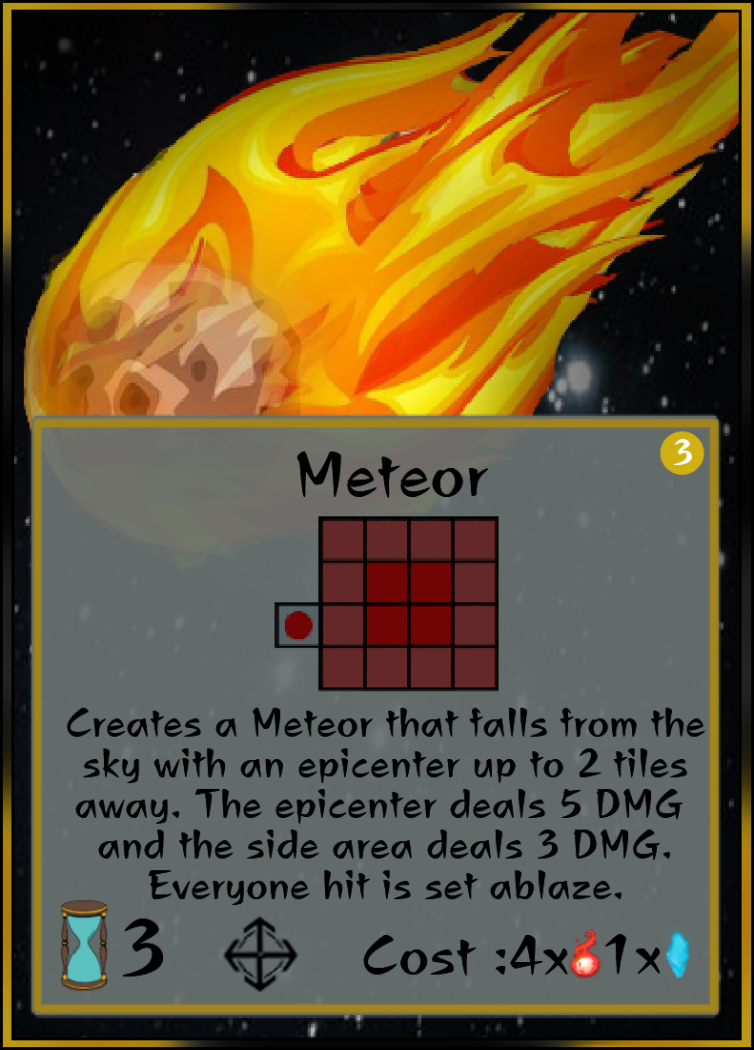 3
Meteor
Creates a Meteor that falls from the
sky with an epicenter up to 2 tiles
away. The epicenter deals 5 DMG
and the side area deals 3 DMG.
Everyone hit is set ablaze.
3 Cost :4x 1x